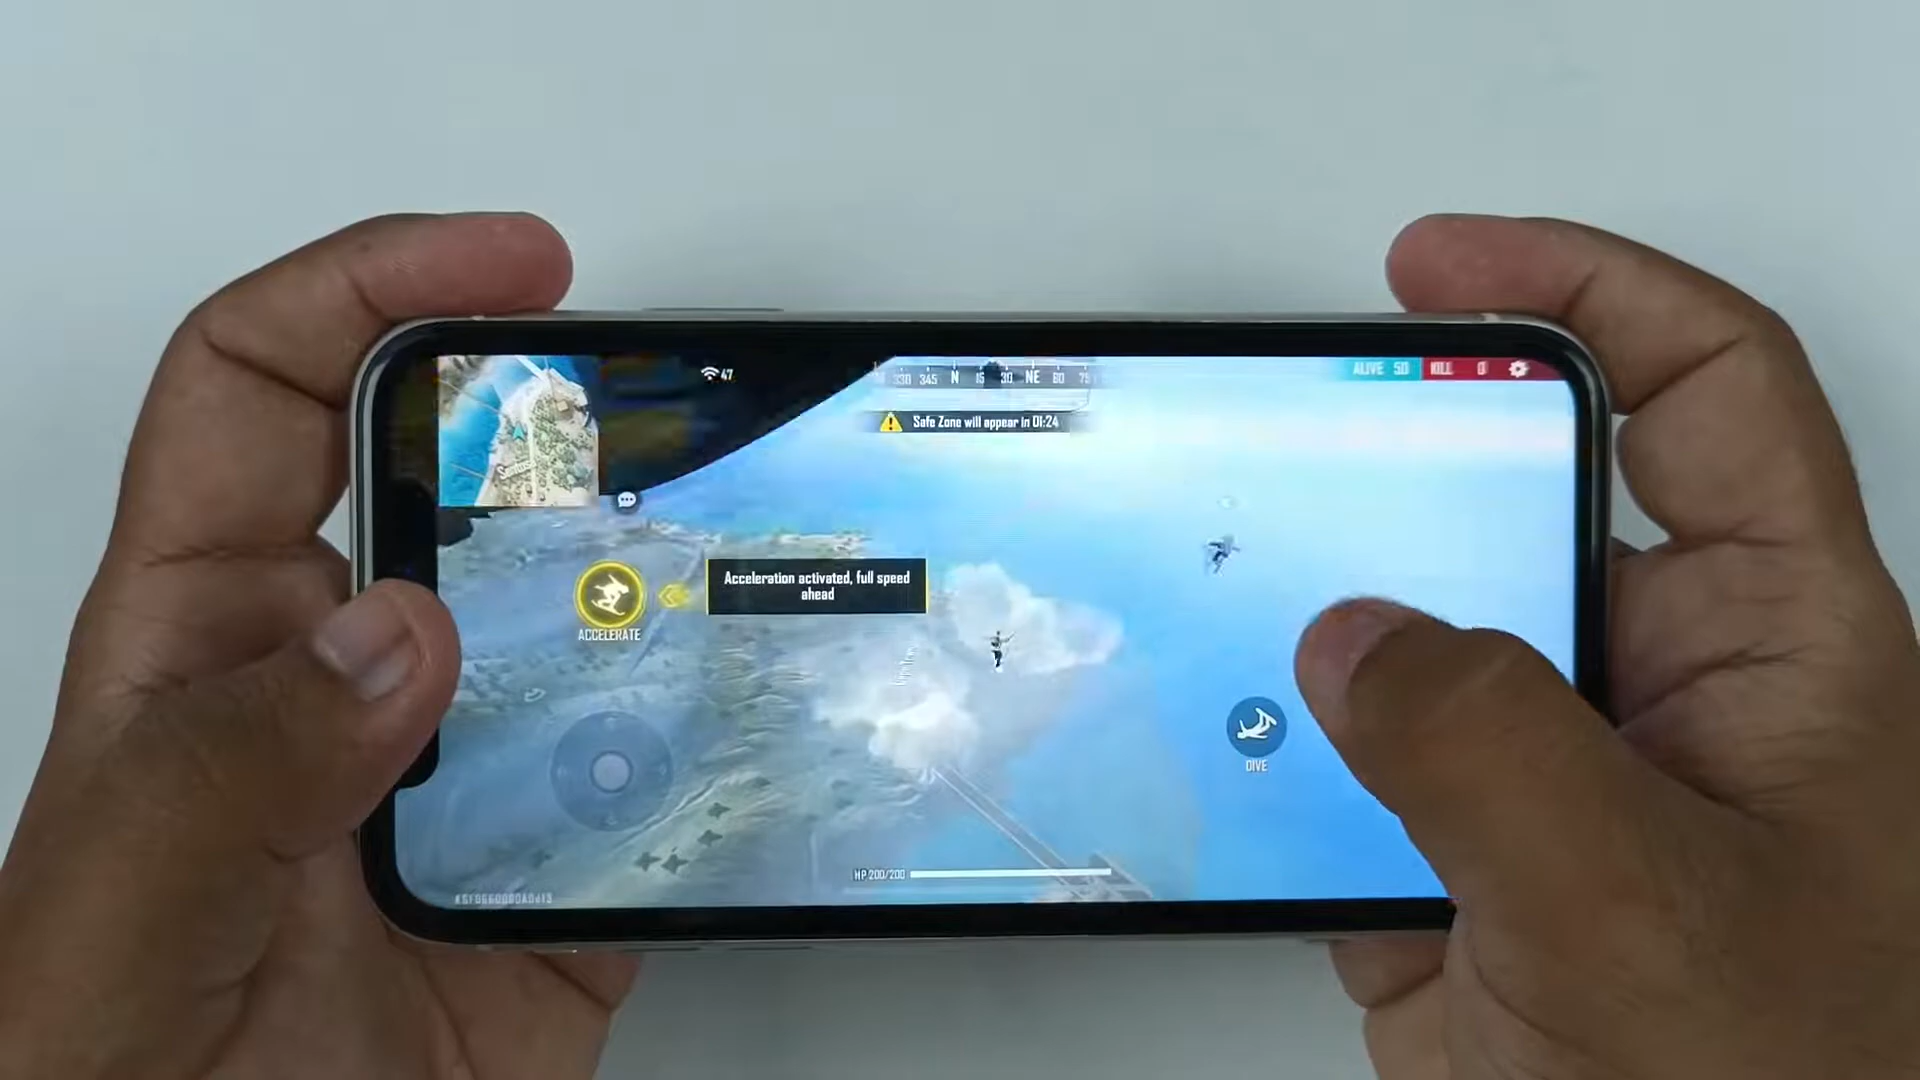 47
330 345 N 15 30 NE 60 75
ALIVE 50 KILL 0
Safe Zone will appear in 01:24
Acceleration activated, full speed
ahead
ACCELERATE
DIVE
HP 200/200